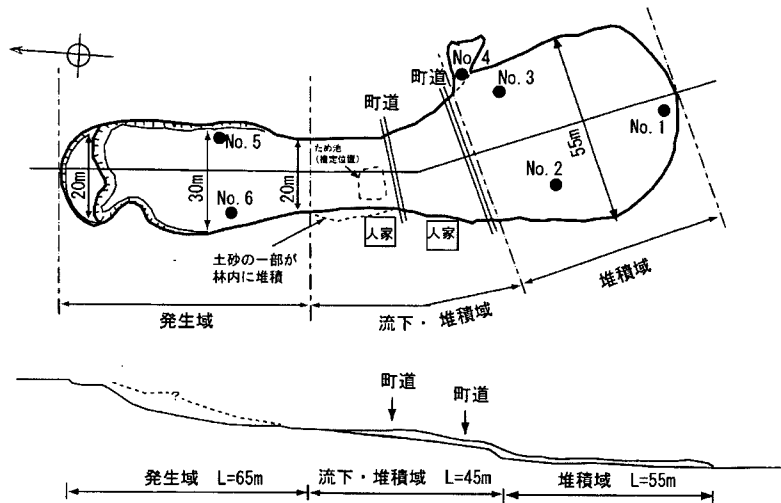 No. 4
町道
No. 3
町道
No. 1
No. 5
ため池
(推定位置)
20m
30m
20m
55m
No. 2
No. 6
人家
人家
土砂の一部が
林内に堆積
堆積域
発生域
流下・堆積域
町道
?
町道
発生域 L=65m
流下・堆積域 L=45m
堆積域 L=55m